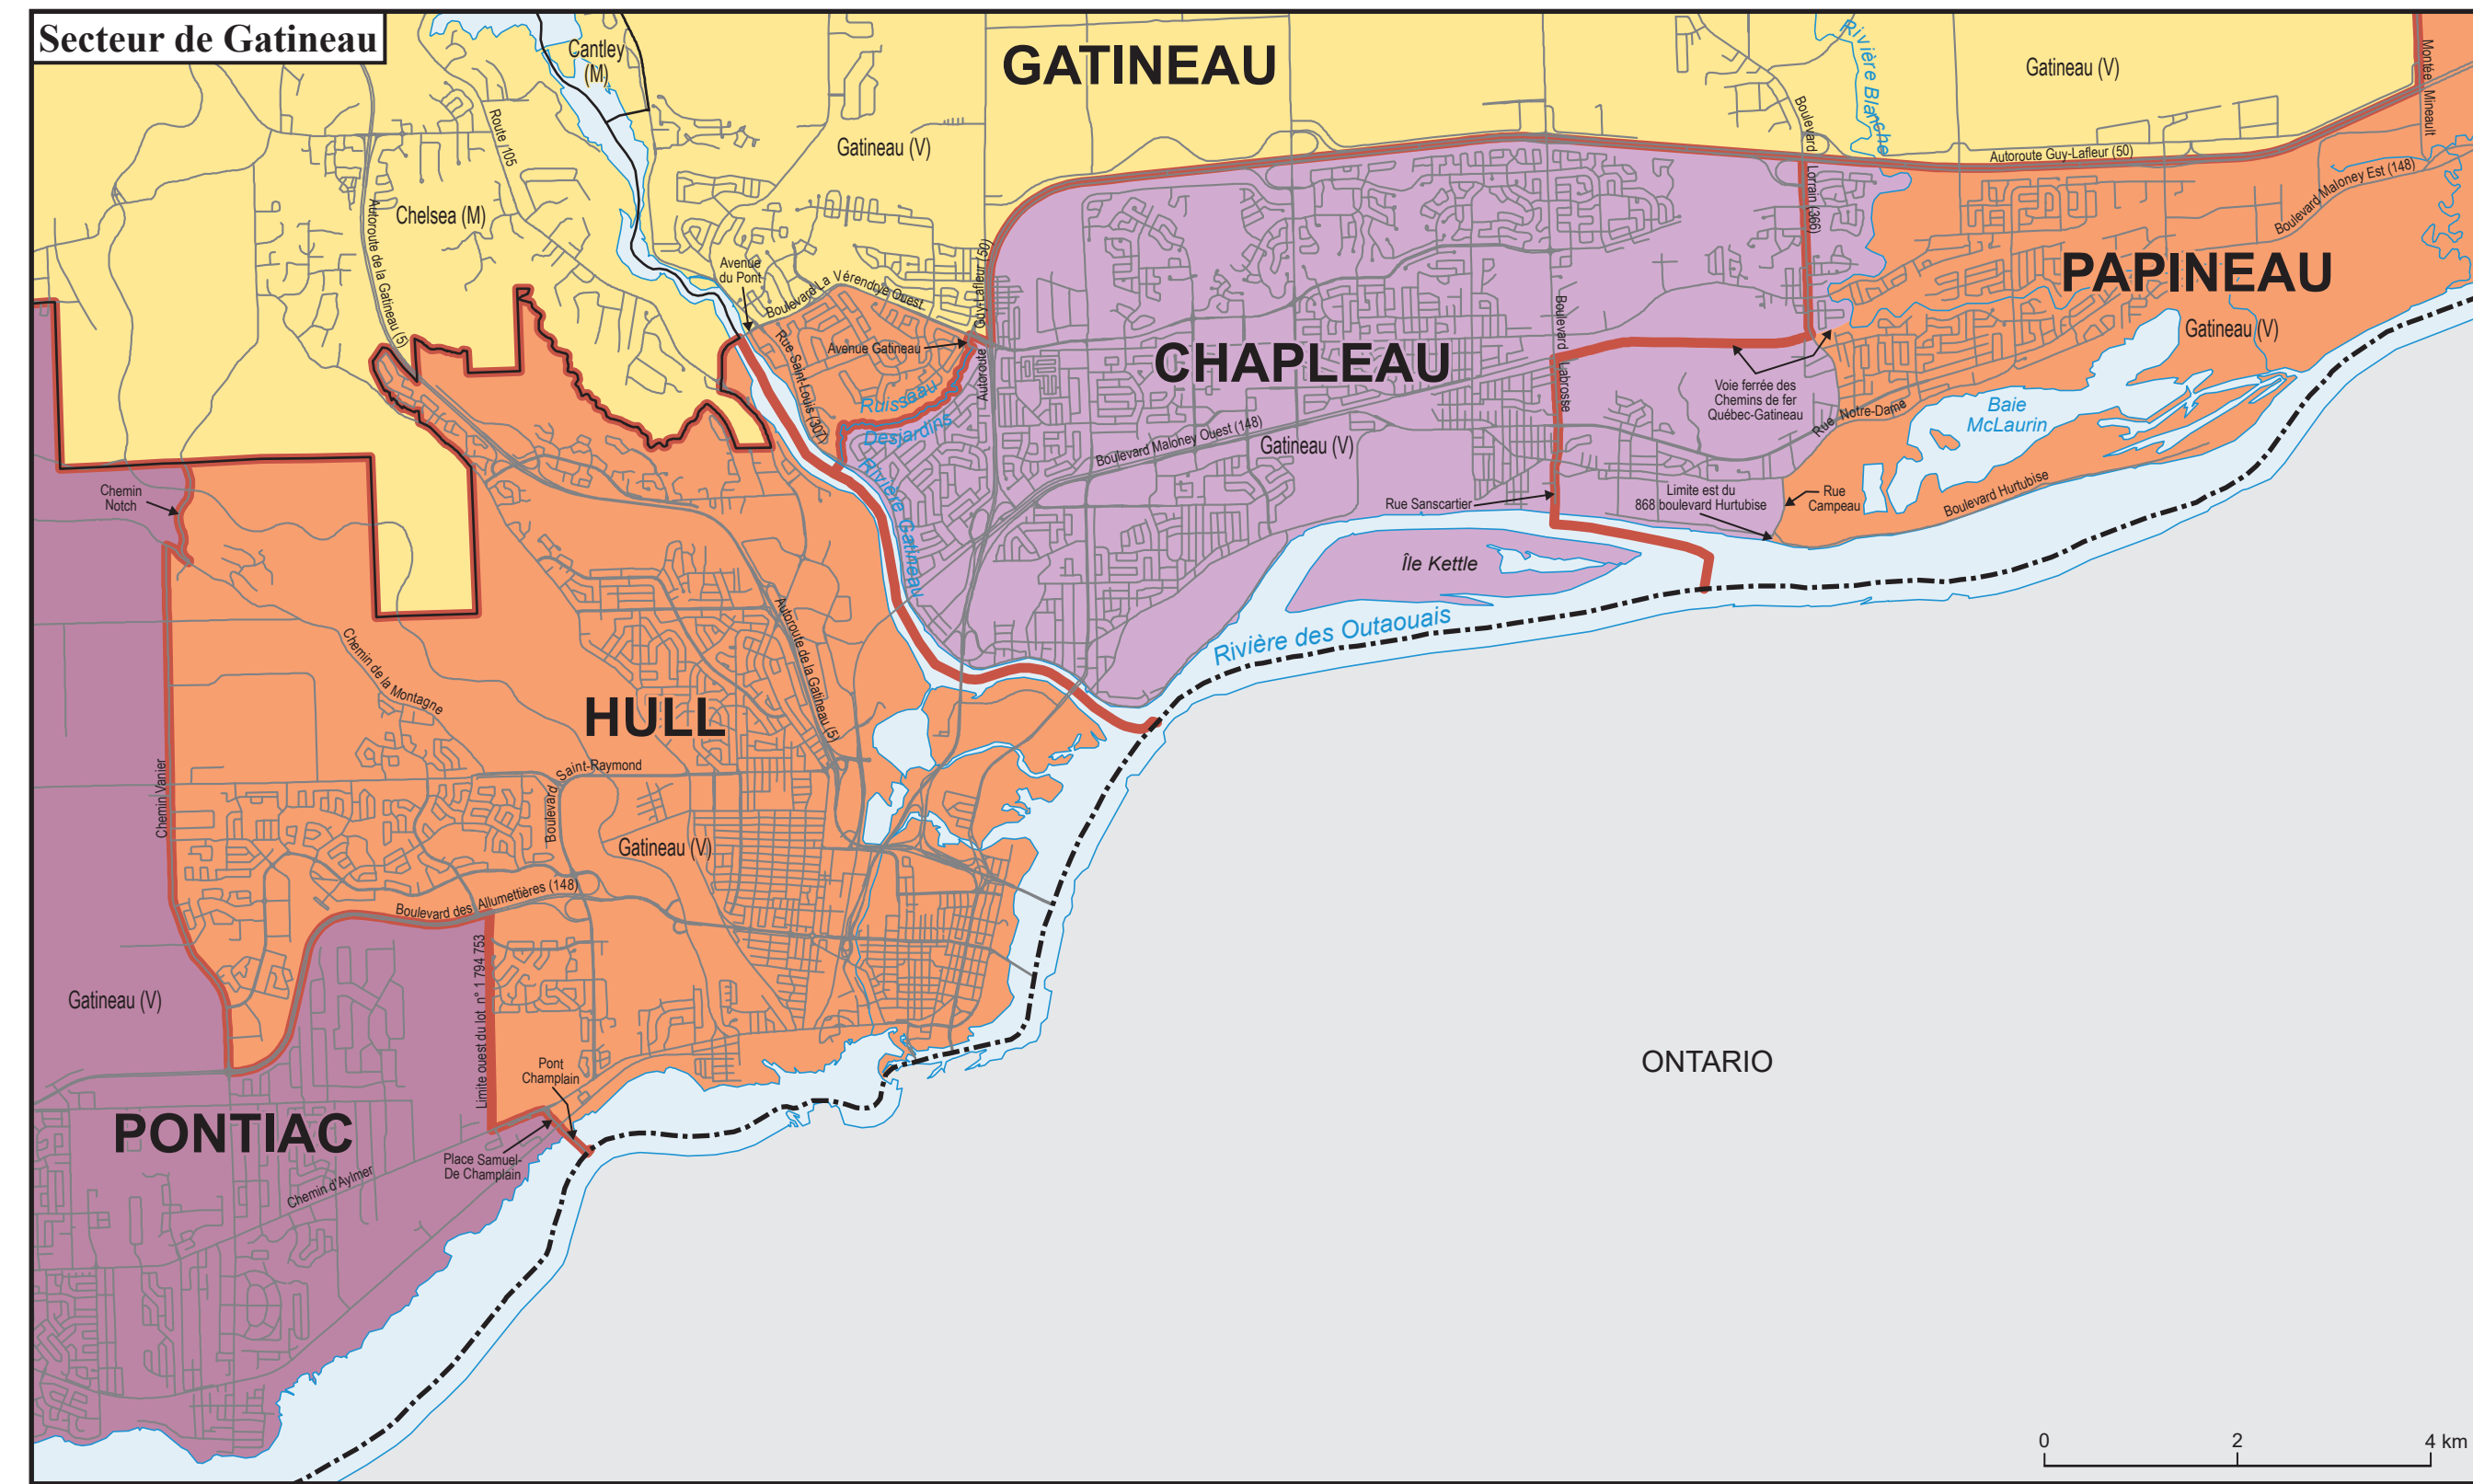 Secteur de Gatineau
Cantley
(M)
GATINEAU
Gatineau (V)
Rivière Blanche
Gatineau (V)
Montée Mineault
Route 105
Boulevard Lorrain (366)
Autoroute Guy-Lafleur (50)
Boulevard Maloney Est (148)
Chelsea (M)
Autoroute de la Gatineau (5)
Avenue
du Pont
Boulevard La Vérendrye Ouest
Autoroute Guy-Lafleur (50)
PAPINEAU
Gatineau (V)
Avenue Gatineau
Rue Saint-Louis (307)
CHAPLEAU
Boulevard Labrosse
Voie ferrée des
Chemins de fer
Québec-Gatineau
Ruisseau
Desjardins
Baie
McLaurin
Rue Notre-Dame
Boulevard Maloney Ouest (148)
Gatineau (V)
Chemin
Notch
Rivière Gatineau
Rue Sanscartier
Limite est du
868 boulevard Hurtubise
Rue
Campeau
Boulevard Hurtubise
Île Kettle
Rivière des Outaouais
Chemin de la Montagne
Autoroute de la Gatineau (5)
HULL
Chemin Vanier
Boulevard Saint-Raymond
Gatineau (V)
Boulevard des Allumettières (148)
Limite ouest du lot n° 1 794 753
Gatineau (V)
Pont
Champlain
ONTARIO
PONTIAC
Place Samuel-
De Champlain
Chemin d'Aylmer
0 2 4 km